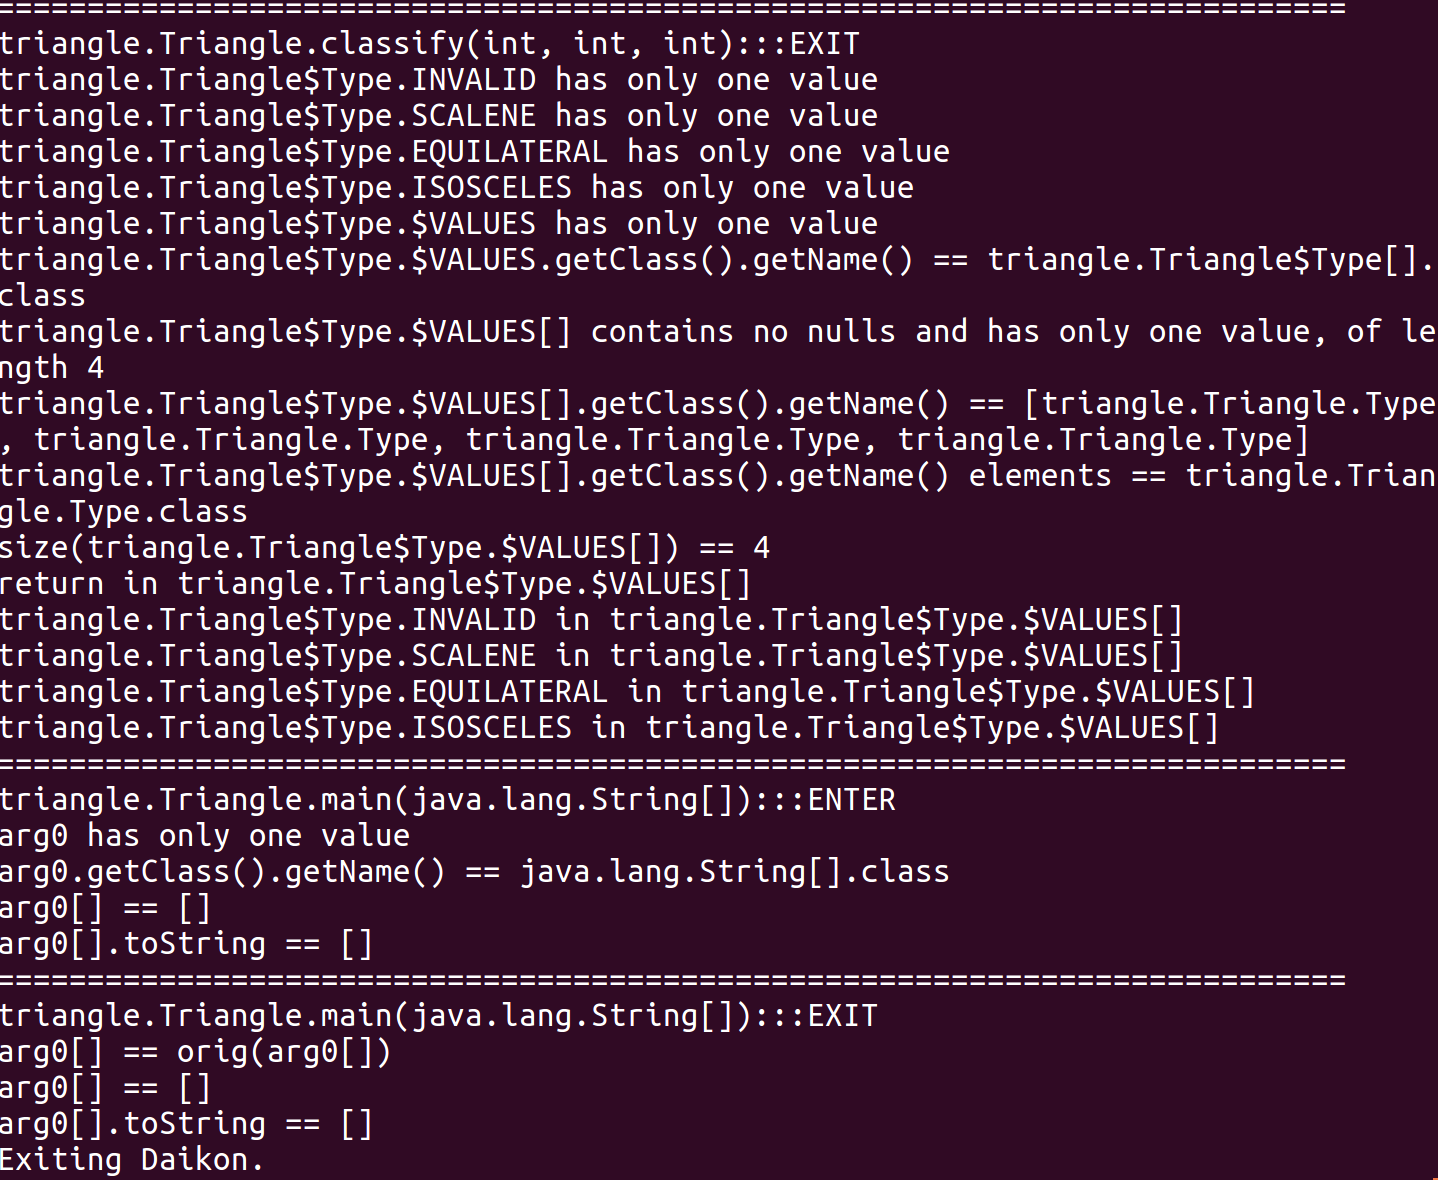 ===========================================================================
triangle.Triangle.classify(int, int, int):::EXIT
triangle.Triangle$Type.INVALID has only one value
triangle.Triangle$Type.SCALENE has only one value
triangle.Triangle$Type.EQUILATERAL has only one value
triangle.Triangle$Type.ISOSCELES has only one value
triangle.Triangle$Type.$VALUES has only one value
triangle.Triangle$Type.$VALUES.getClass().getName() == triangle.Triangle$Type[].
class
triangle.Triangle$Type.$VALUES[] contains no nulls and has only one value, of le
ngth 4
triangle.Triangle$Type.$VALUES[].getClass().getName() == [triangle.Triangle.Type
, triangle.Triangle.Type, triangle.Triangle.Type, triangle.Triangle.Type]
triangle.Triangle$Type.$VALUES[].getClass().getName() elements == triangle.Trian
gle.Type.class
size(triangle.Triangle$Type.$VALUES[]) == 4
return in triangle.Triangle$Type.$VALUES[]
triangle.Triangle$Type.INVALID in triangle.Triangle$Type.$VALUES[]
triangle.Triangle$Type.SCALENE in triangle.Triangle$Type.$VALUES[]
triangle.Triangle$Type.EQUILATERAL in triangle.Triangle$Type.$VALUES[]
triangle.Triangle$Type.ISOSCELES in triangle.Triangle$Type.$VALUES[]
===========================================================================
triangle.Triangle.main(java.lang.String[]):::ENTER
arg0 has only one value
arg0.getClass().getName() == java.lang.String[].class
arg0[] == []
arg0[].toString == []
===========================================================================
triangle.Triangle.main(java.lang.String[]):::EXIT
arg0[] == orig(arg0[])
arg0[] == []
arg0[].toString == []
Exiting Daikon.